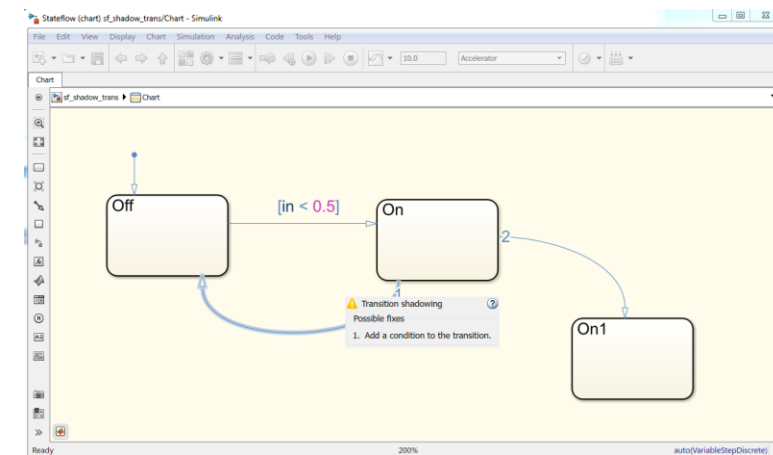 Stateflow (chart) sf_shadow_trans/Chart - Simulink
File Edit View Display Chart Simulation Analysis Code Tools Help
10.0 Accelerator
Chart
sf_shadow_trans Chart
Off
[in < 0.5]
On
2
1
Transition shadowing
Possible fixes
1. Add a condition to the transition.
On1
Ready 200% auto(VariableStepDiscrete)